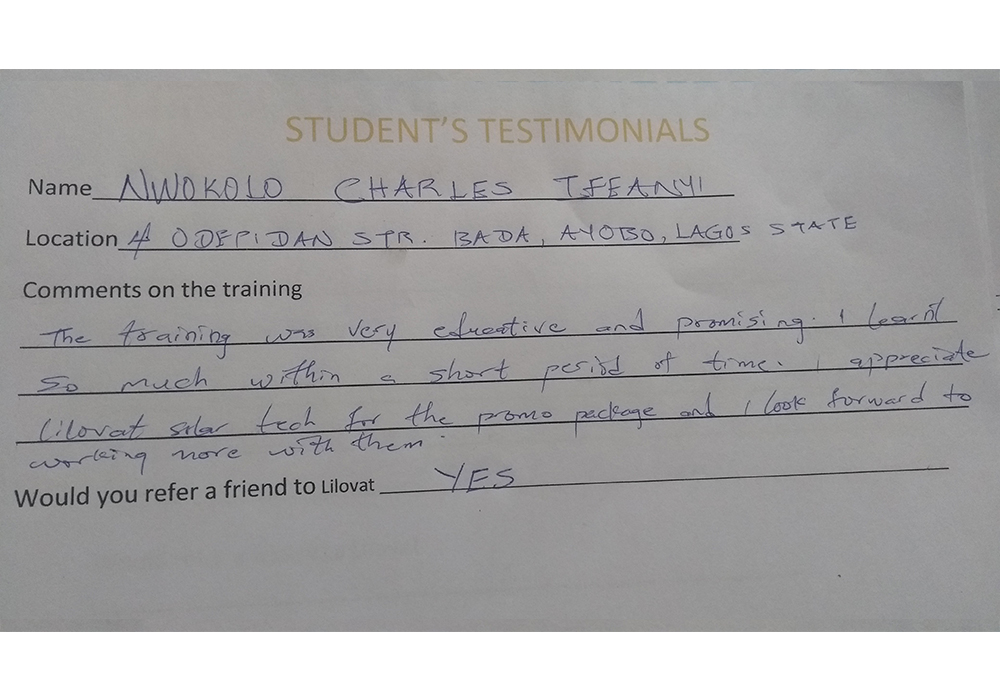 STUDENT'S TESTIMONIALS
Name NWOKOLO CHARLES IFEANYI
Location 4 ODEPIDAN STR. BADA, AYOBO, LAGOS STATE
Comments on the training
The training was very educative and promising. I learnt
so much within a short period of time. I appreciate
Lilovat solar tech for the promo package and I look forward to
working more with them.
Would you refer a friend to Lilovat YES